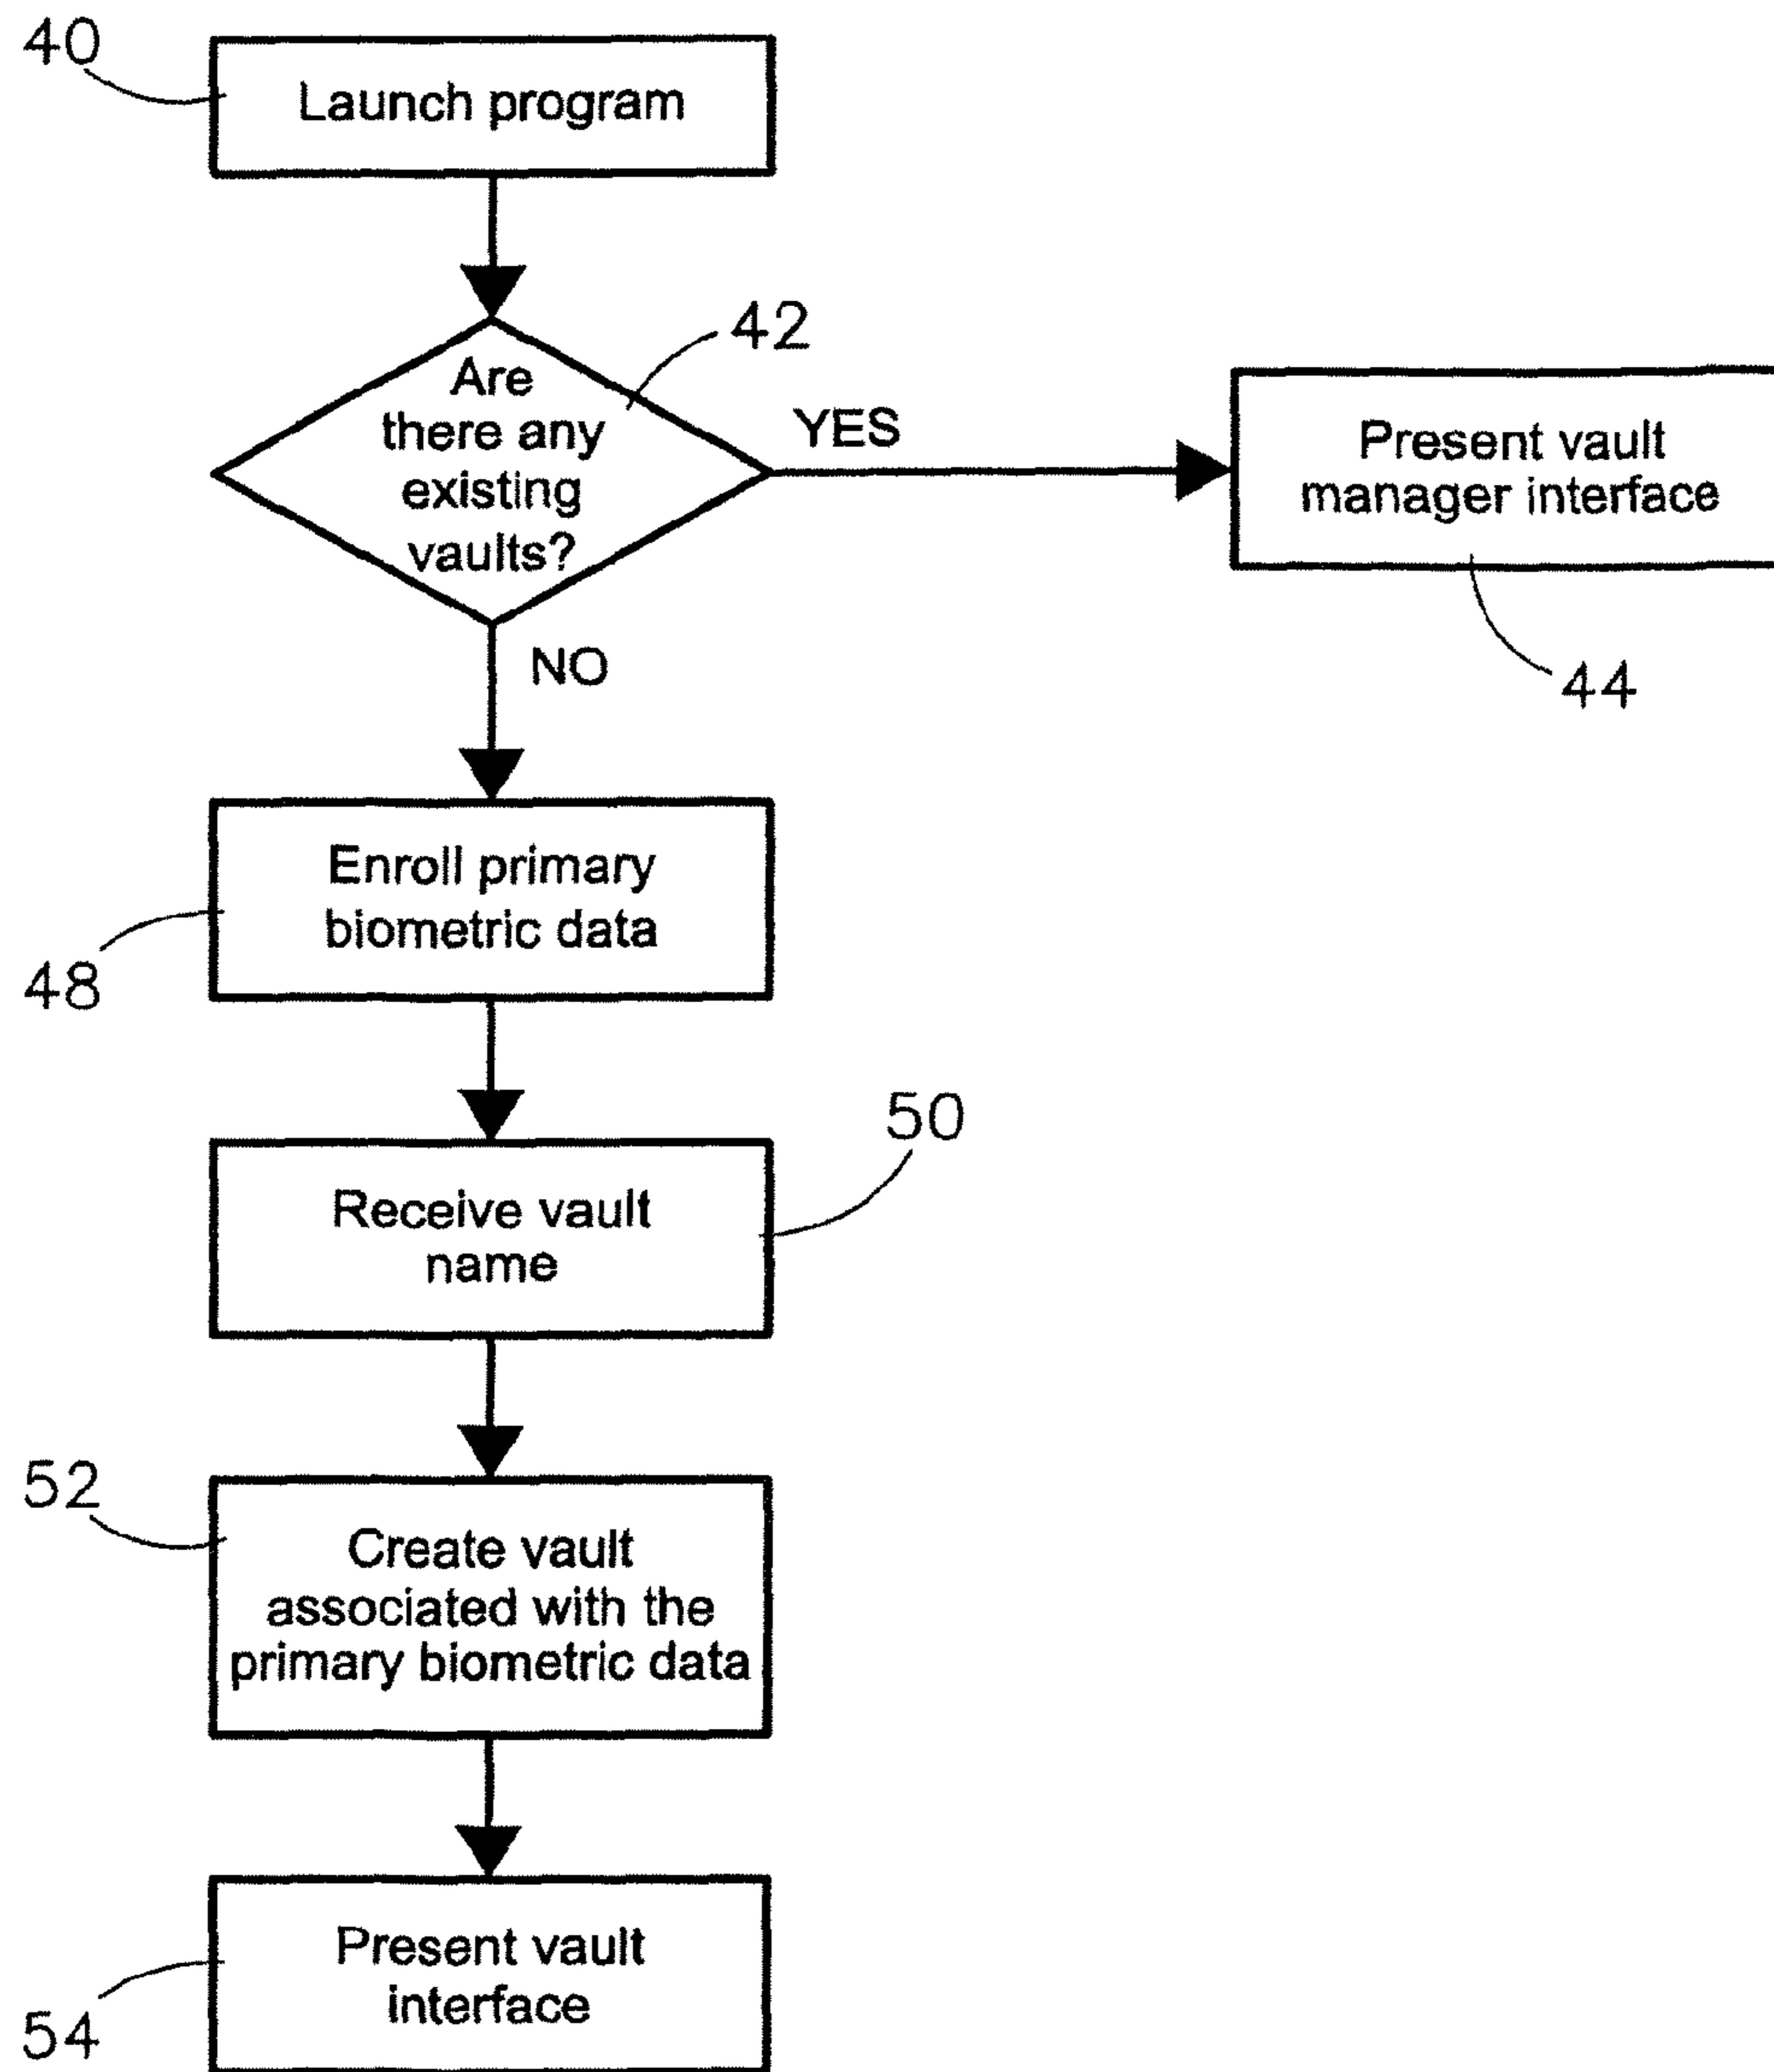 40
Launch program
42
Are
there any
existing
vaults?
YES
Present vault
manager interface
44
NO
Enroll primary
biometric data
48
50
Receive vault
name
52
Create vault
associated with the
primary biometric data
Present vault
interface
54